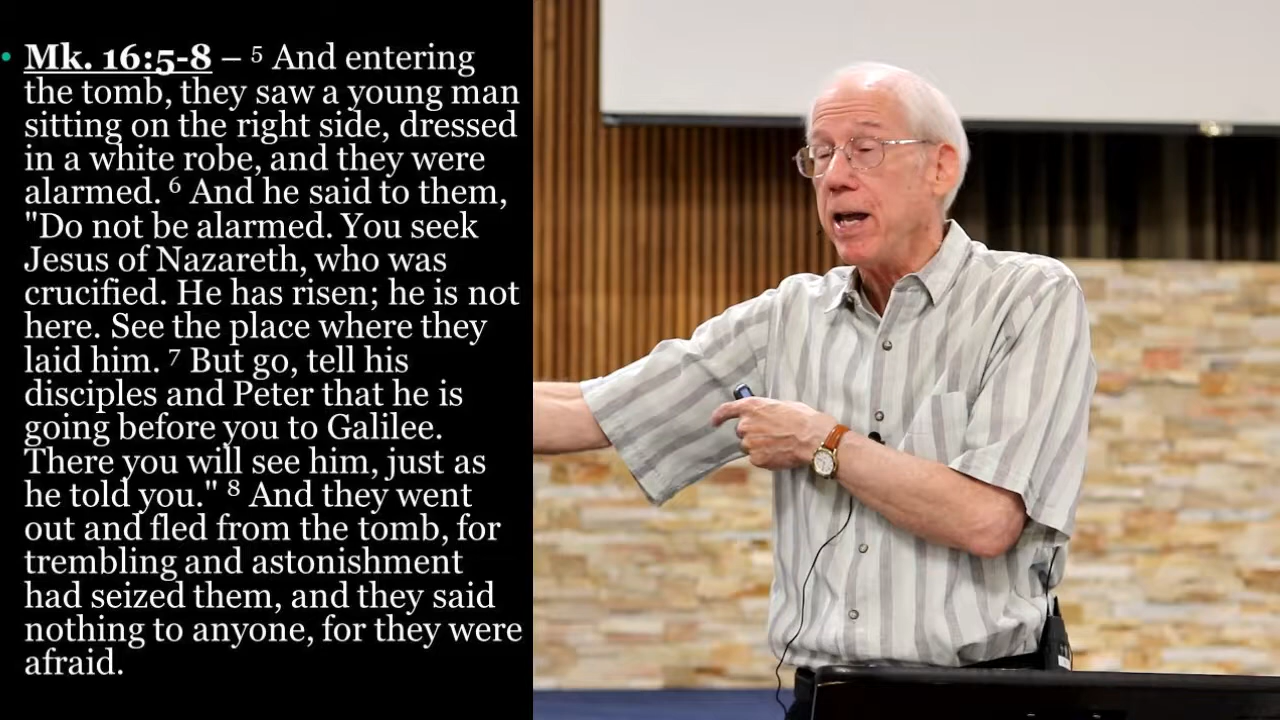 • Mk. 16:5-8 – ⁵ And entering
the tomb, they saw a young man
sitting on the right side, dressed
in a white robe, and they were
alarmed. ⁶ And he said to them,
"Do not be alarmed. You seek
Jesus of Nazareth, who was
crucified. He has risen; he is not
here. See the place where they
laid him. ⁷ But go, tell his
disciples and Peter that he is
going before you to Galilee.
There you will see him, just as
he told you." ⁸ And they went
out and fled from the tomb, for
trembling and astonishment
had seized them, and they said
nothing to anyone, for they were
afraid.